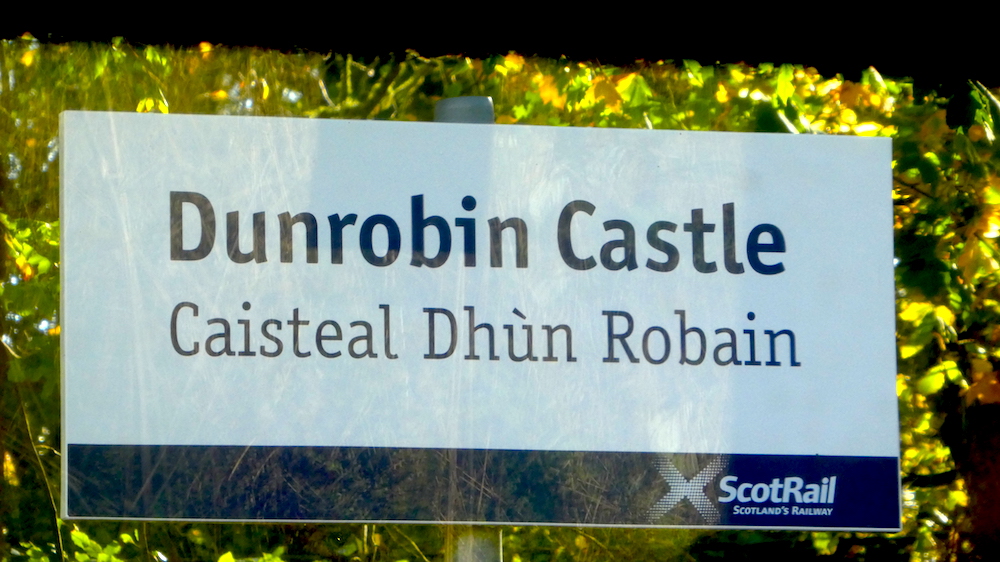 Dunrobin Castle
Caisteal Dhùn Robain
ScotRail
SCOTLAND'S RAILWAY